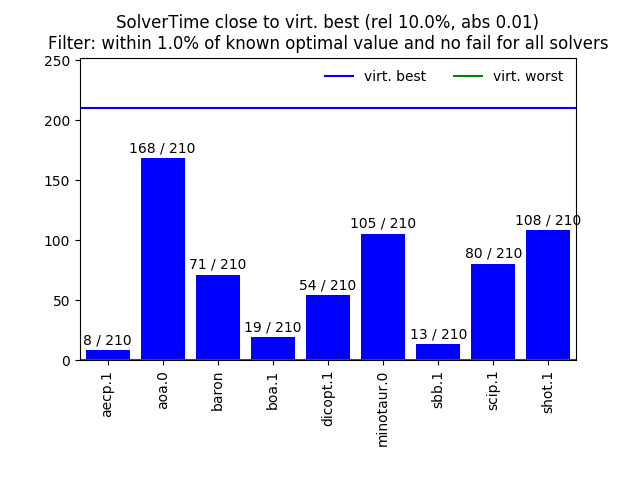 SolverTime close to virt. best (rel 10.0%, abs 0.01)
Filter: within 1.0% of known optimal value and no fail for all solvers
250
200
150
100
50
0
virt. best
virt. worst
8 / 210
168 / 210
71 / 210
19 / 210
54 / 210
105 / 210
13 / 210
80 / 210
108 / 210
aecp.1
aoa.0
baron
boa.1
dicopt.1
minotaur.0
sbb.1
scip.1
shot.1